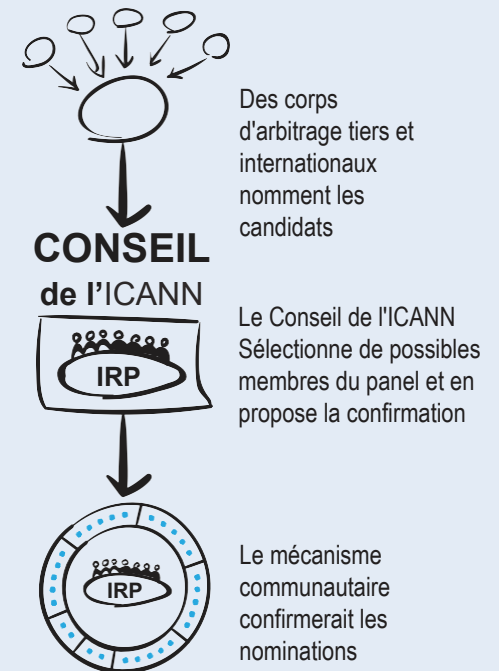 Des corps
d'arbitrage tiers et
internationaux
nomment les
candidats
CONSEIL
de l'ICANN
IRP
Le Conseil de l'ICANN
Sélectionne de possibles
membres du panel et en
propose la confirmation
IRP
Le mécanisme
communautaire
confirmerait les
nominations